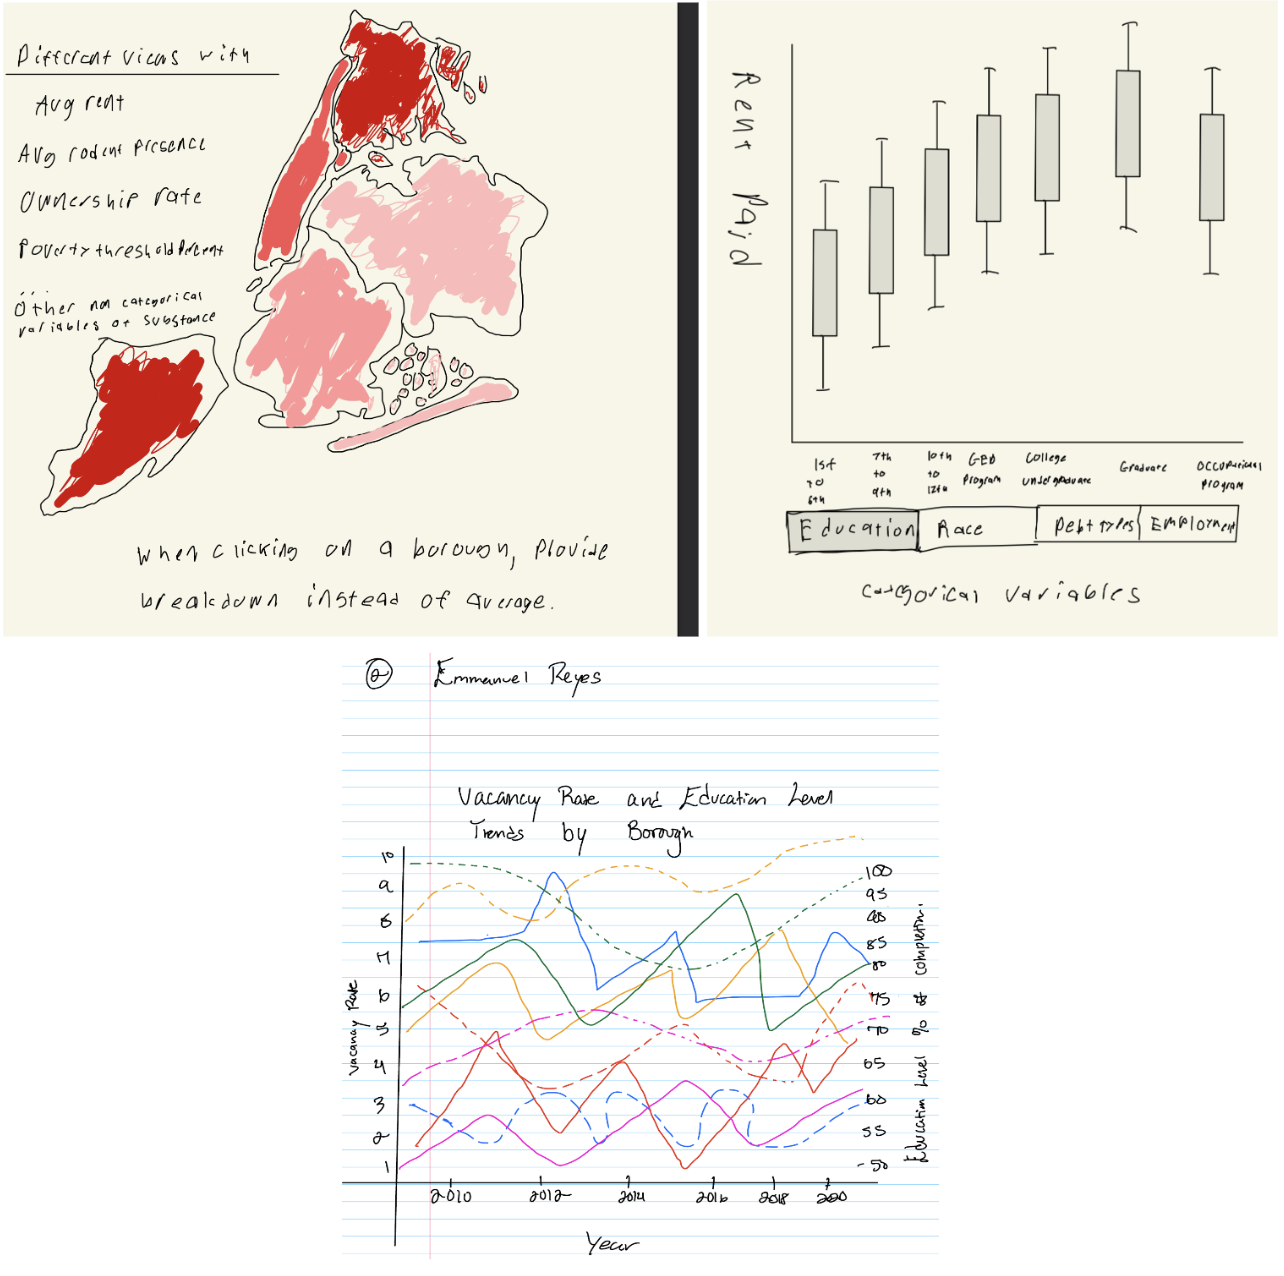 Different views with
Avg rent
Avg rodent presence
Ownership rate
Poverty threshold percent
...
Other non categorical
variables of substance
When clicking on a borough, provide
breakdown instead of average.
Rent Paid
1st to 6th
7th to 9th
10th to 12th
GED Program
College undergraduate
Graduate
Occupational program
Education
Race
Debt types
Employment
categorical variables
2
Emmanuel Reyes
Vacancy Rate and Education Level
Trends by Borough
10
9
8
7
6
5
4
3
2
1
Vacancy Rate
100
95
90
85
80
75
70
65
60
55
50
Education Level % of completion.
2010 2012 2014 2016 2018 2020
Year